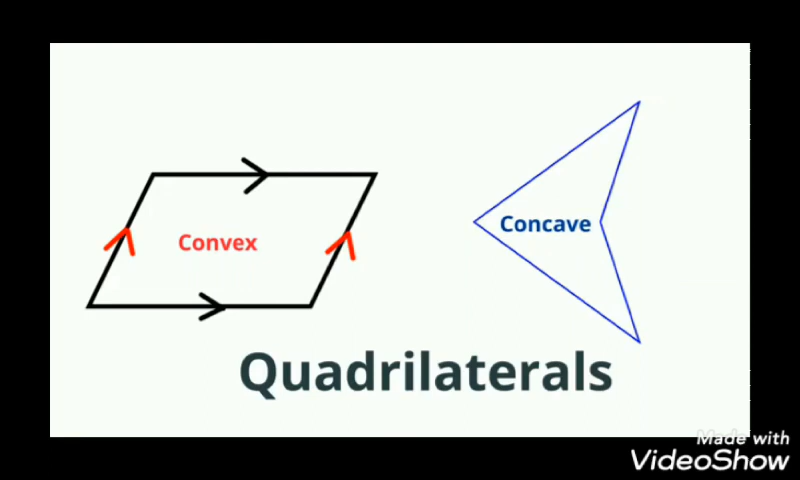 Convex
Concave
Quadrilaterals
Made with
VideoShow